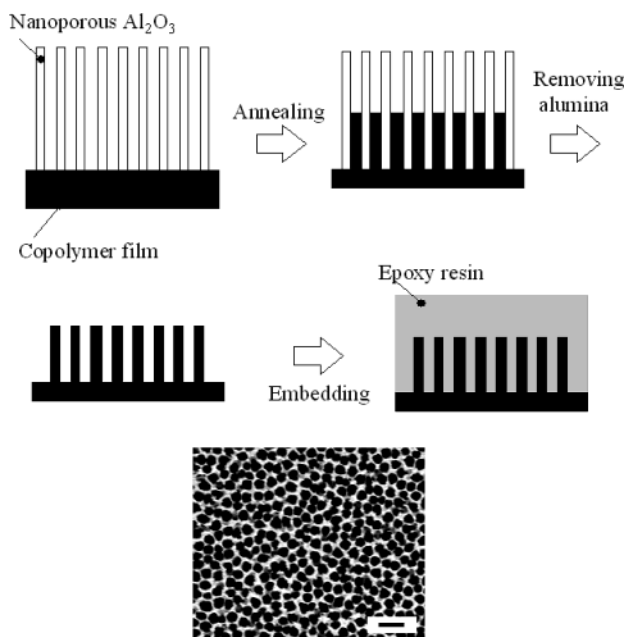 Nanoporous Al₂O₃
Annealing
Removing
alumina
Copolymer film
Epoxy resin
Embedding